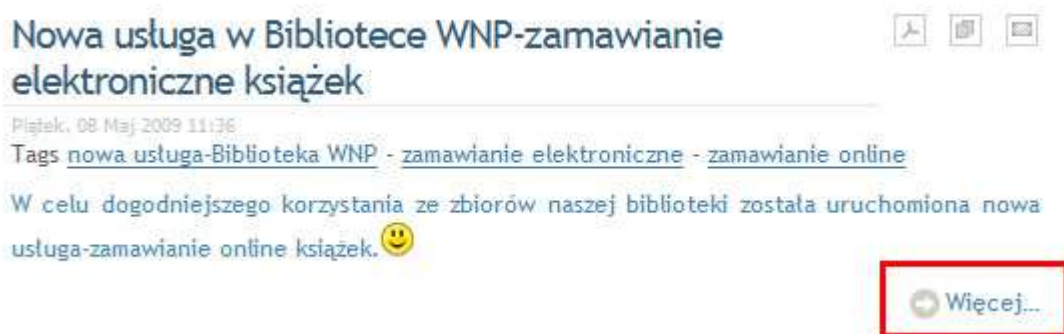 Nowa usługa w Bibliotece WNP-zamawianie
elektroniczne książek
Piątek, 08 Maj 2009 11:36
Tags nowa usługa-Biblioteka WNP - zamawianie elektroniczne - zamawianie online
W celu dogodniejszego korzystania ze zbiorów naszej biblioteki została uruchomiona nowa
usługa-zamawianie online książek.
Więcej...